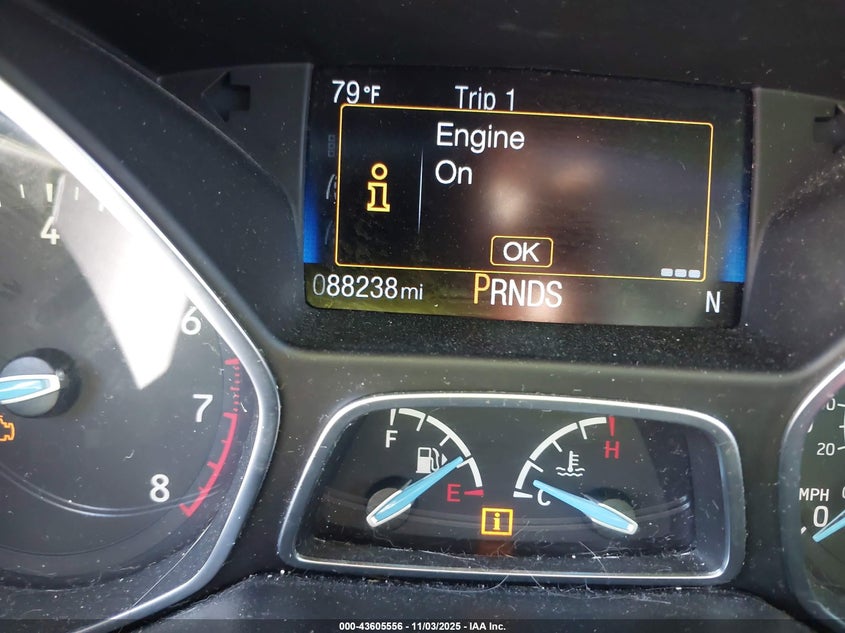 79°F Trip 1
Engine
On
i
OK
088238mi PRNDS N
4
6
7
8
F
E
H
C
i
20
MPH
0
000-43605556 - 11/03/2025 - IAA Inc.